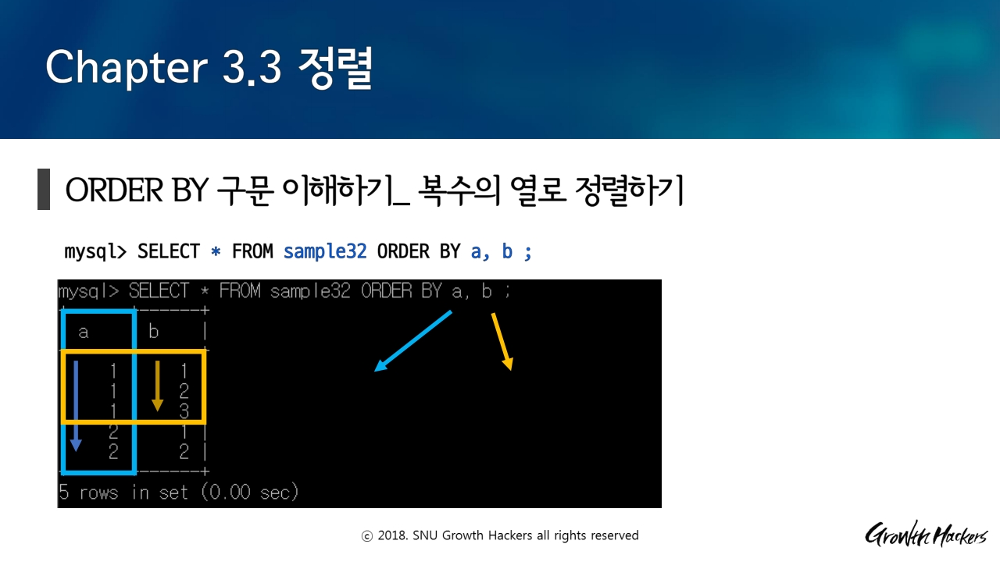 Chapter 3.3 정렬
ORDER BY 구문 이해하기_ 복수의 열로 정렬하기
mysql> SELECT * FROM sample32 ORDER BY a, b ;
mysql> SELECT * FROM sample32 ORDER BY a, b ;
a b |
1 1
1 2
1 3
2 1 |
2 2 |
5 rows in set (0.00 sec)
ⓒ 2018. SNU Growth Hackers all rights reserved
Growth Hackers